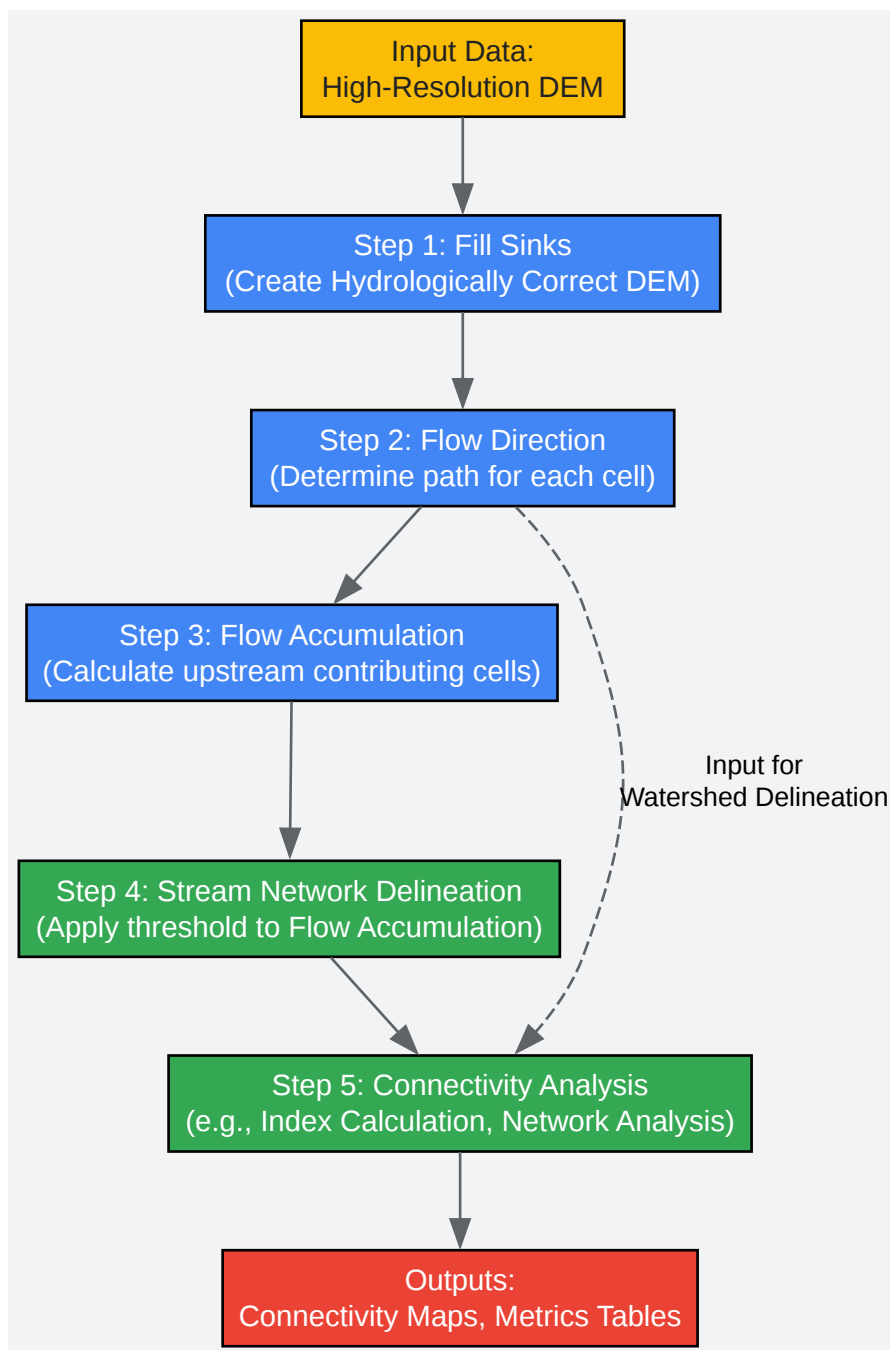 Input Data:
High-Resolution DEM
Step 1: Fill Sinks
(Create Hydrologically Correct DEM)
Step 2: Flow Direction
(Determine path for each cell)
Step 3: Flow Accumulation
(Calculate upstream contributing cells)
Input for
Watershed Delineation
Step 4: Stream Network Delineation
(Apply threshold to Flow Accumulation)
Step 5: Connectivity Analysis
(e.g., Index Calculation, Network Analysis)
Outputs:
Connectivity Maps, Metrics Tables